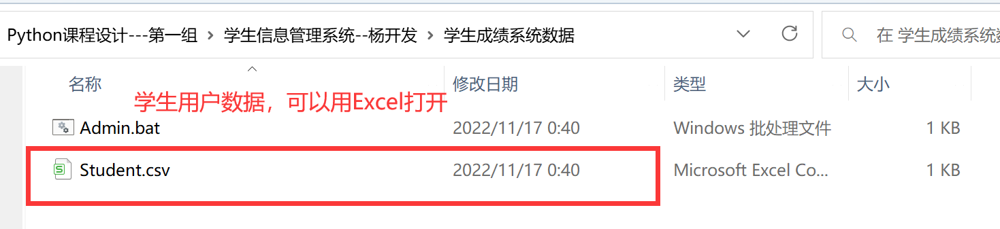 Python课程设计---第一组 › 学生信息管理系统--杨开发 › 学生成绩系统数据
在 学生成绩系统
名称 修改日期 类型 大小
学生用户数据，可以用Excel打开
Admin.bat 2022/11/17 0:40 Windows 批处理文件 1 KB
Student.csv 2022/11/17 0:40 Microsoft Excel Co... 1 KB